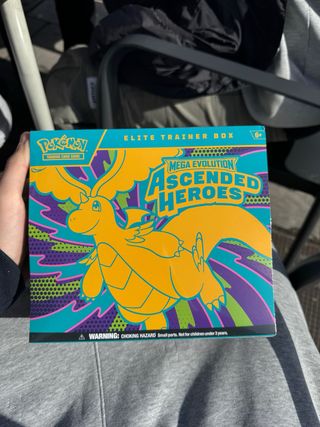 Pokémon
TRADING CARD GAME
ELITE TRAINER BOX
6+
MEGA EVOLUTION
ASCENDED
HEROES
WARNING: CHOKING HAZARD Small parts. Not for children under 3 years.